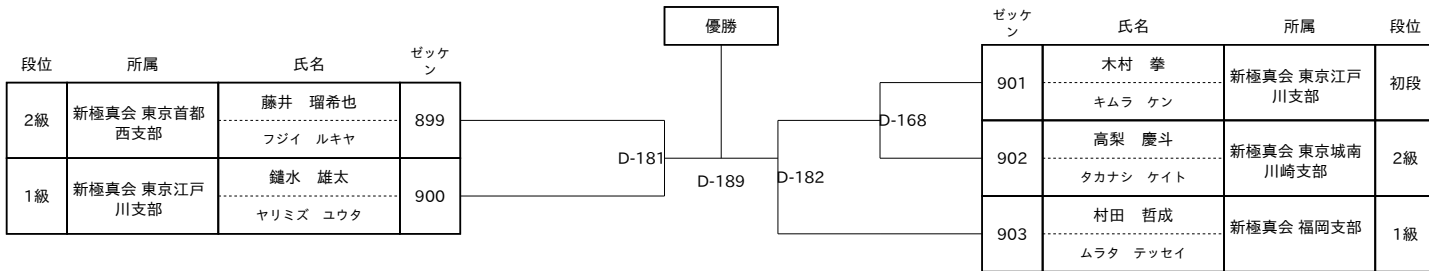 優勝
段位
所属
氏名
ゼッケ
ン
2級
新極真会 東京首都
西支部
藤井　瑠希也
フジイ　ルキヤ
899
1級
新極真会 東京江戸
川支部
鑓水　雄太
ヤリミズ　ユウタ
900
D-181
D-189
D-182
D-168
ゼッケ
ン
氏名
所属
段位
901
木村　拳
キムラ　ケン
新極真会 東京江戸
川支部
初段
902
高梨　慶斗
タカナシ　ケイト
新極真会 東京城南
川崎支部
2級
903
村田　哲成
ムラタ　テッセイ
新極真会 福岡支部
1級